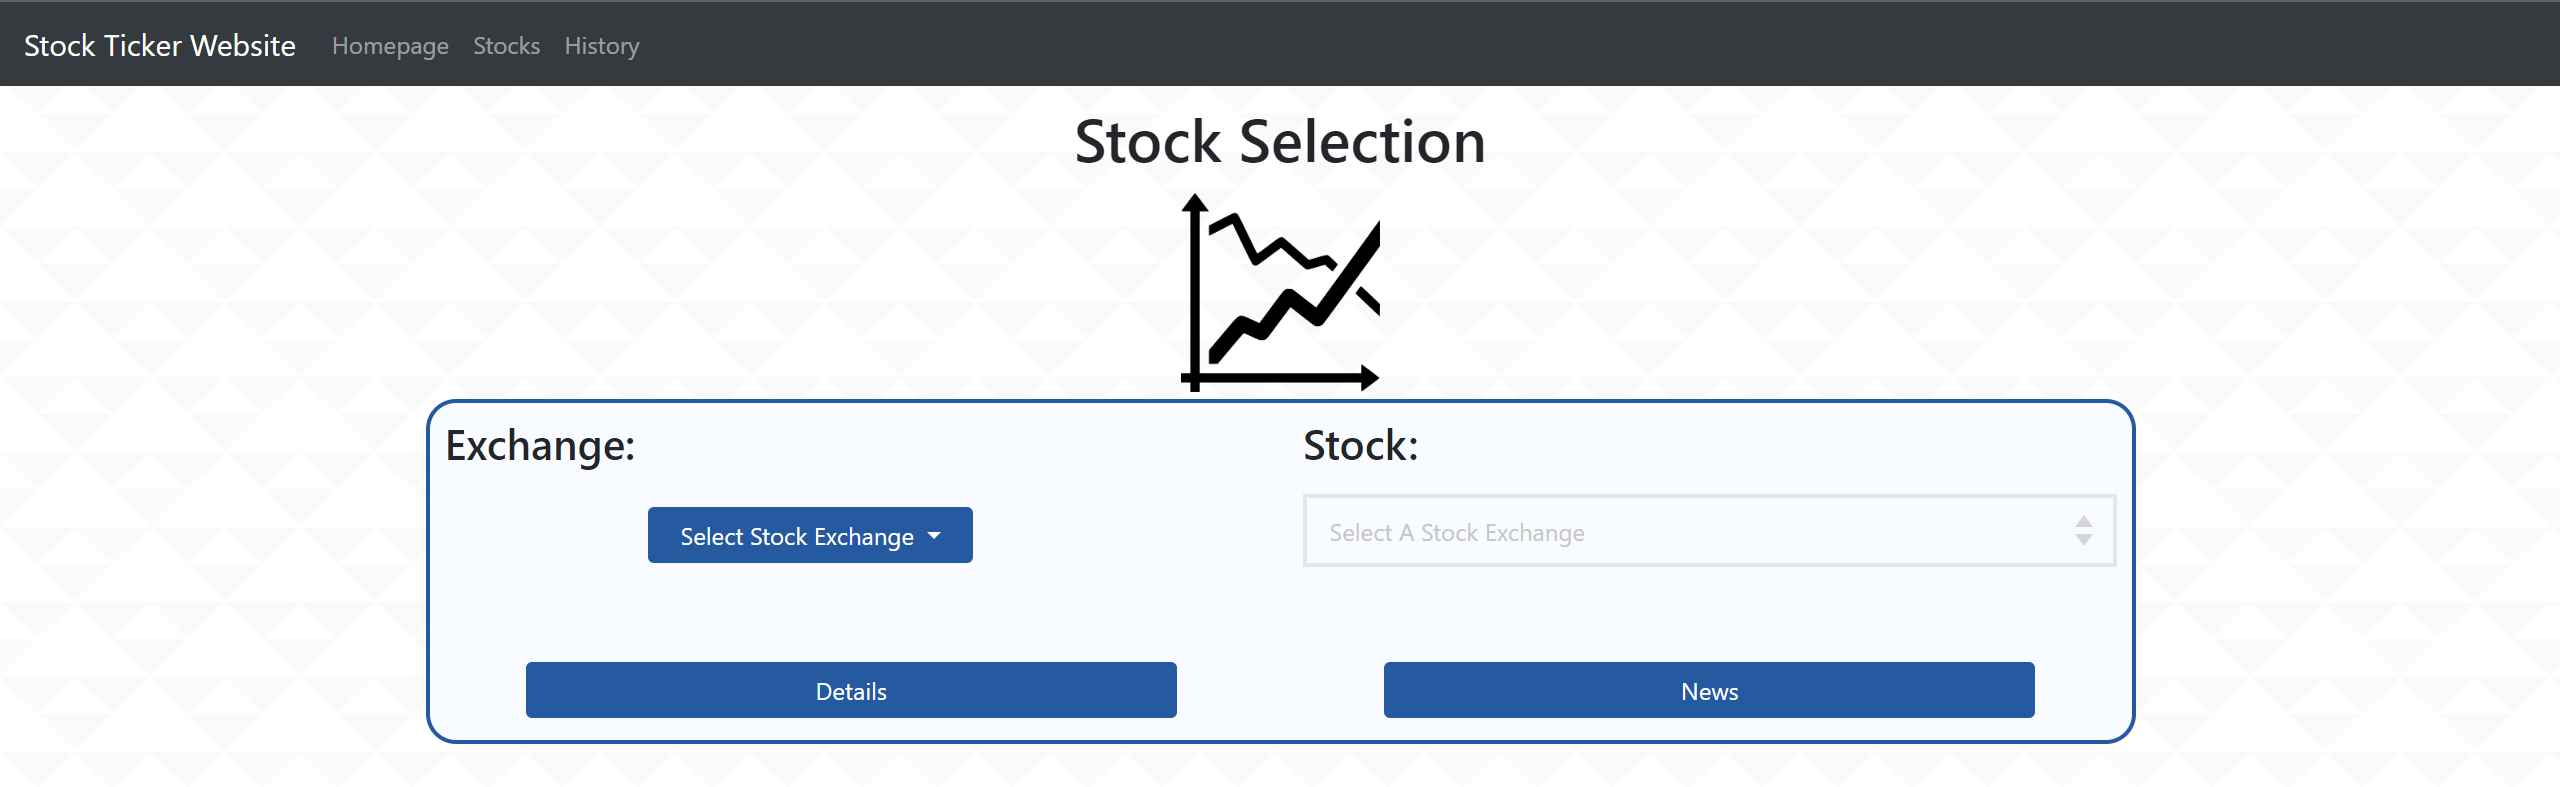 Stock Ticker Website Homepage Stocks History
Stock Selection
Exchange:
Stock:
Select Stock Exchange
Select A Stock Exchange
Details
News